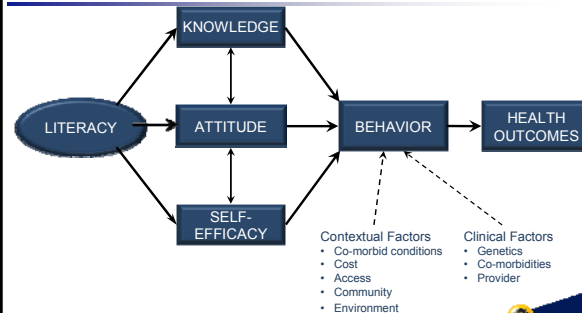 KNOWLEDGE
LITERACY
ATTITUDE
BEHAVIOR
HEALTH
OUTCOMES
SELF-
EFFICACY
Contextual Factors
• Co-morbid conditions
• Cost
• Access
• Community
• Environment
Clinical Factors
• Genetics
• Co-morbidities
• Provider